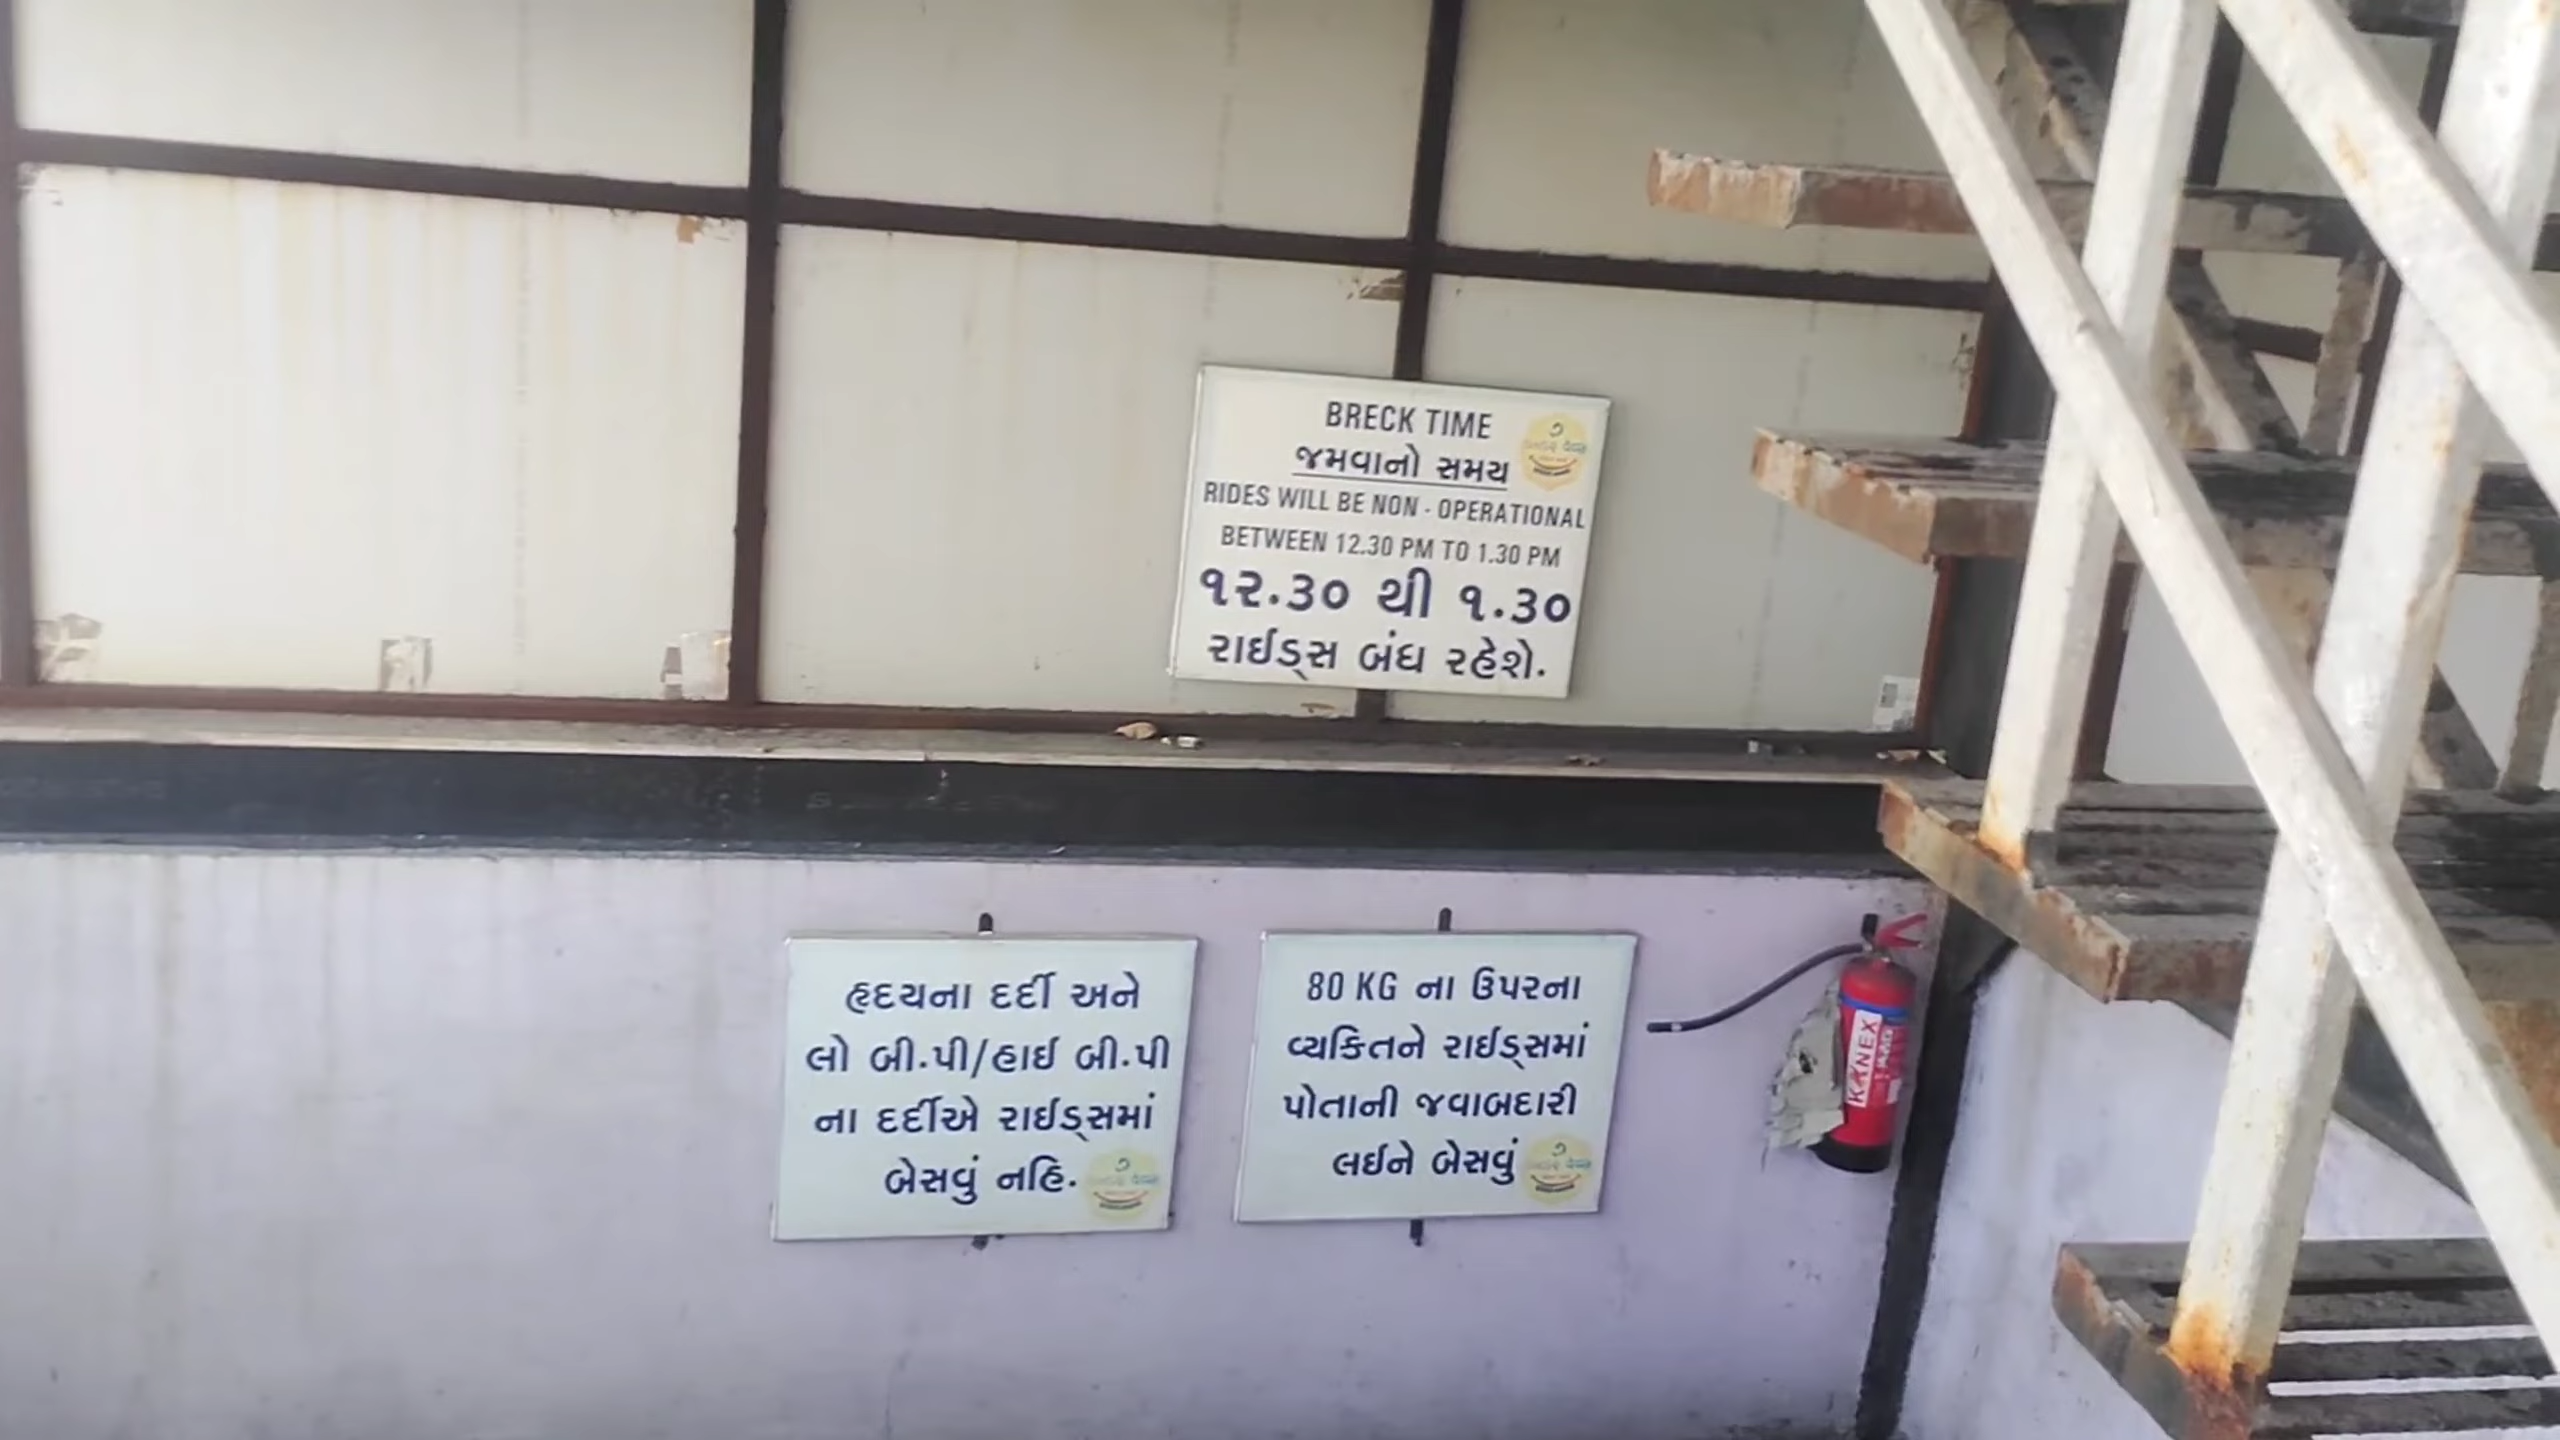 BRECK TIME
જમવાનો સમય
RIDES WILL BE NON - OPERATIONAL
BETWEEN 12.30 PM TO 1.30 PM
૧૨.૩૦ થી ૧.૩૦
રાઈડ્સ બંધ રહેશે.
હૃદયના દર્દી અને
લો બી.પી/હાઈ બી.પી
ના દર્દીએ રાઈડ્સમાં
બેસવું નહિ.
80 KG ના ઉપરના
વ્યકિતને રાઈડ્સમાં
પોતાની જવાબદારી
લઈને બેસવું
KANEX